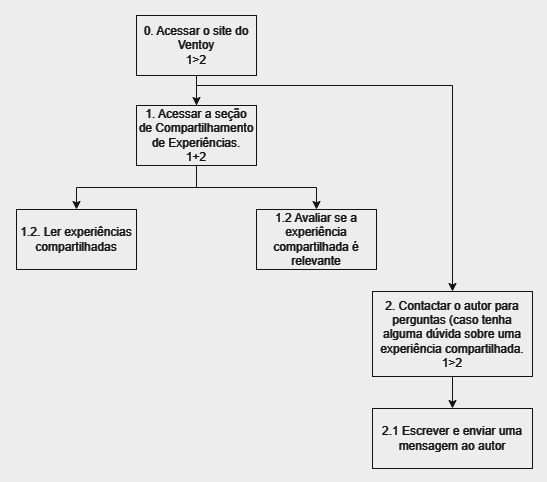 0. Acessar o site do
Ventoy
1>2
1. Acessar a seção
de Compartilhamento
de Experiências.
1+2
1.2. Ler experiências
compartilhadas
1.2 Avaliar se a
experiência
compartilhada é
relevante
2. Contactar o autor para
perguntas (caso tenha
alguma dúvida sobre uma
experiência compartilhada.
1>2
2.1 Escrever e enviar uma
mensagem ao autor